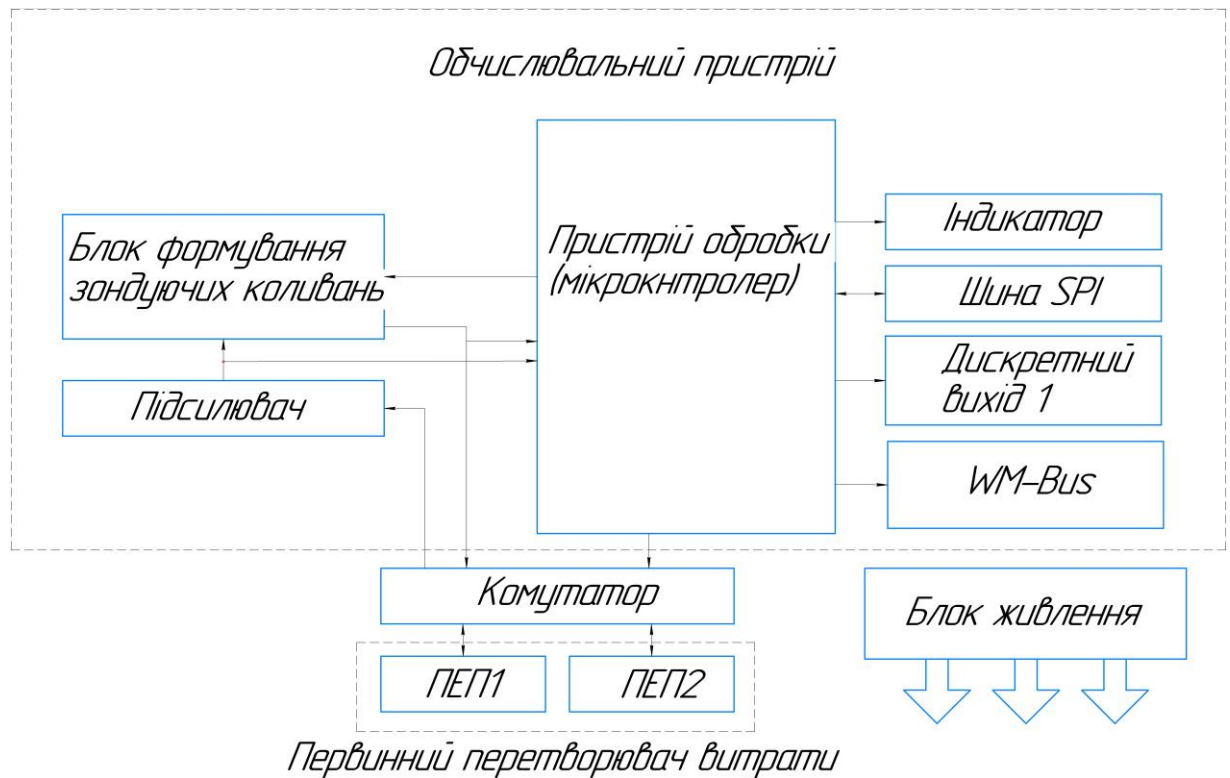 Обчислювальний пристрій
Блок формування
зондуючих коливань
Підсилювач
Пристрій обробки
(мікрокнтролер)
Індикатор
Шина SPI
Дискретний
вихід 1
WM-Bus
Комутатор
ПЕП1
ПЕП2
Первинний перетворювач витрати
Блок живлення